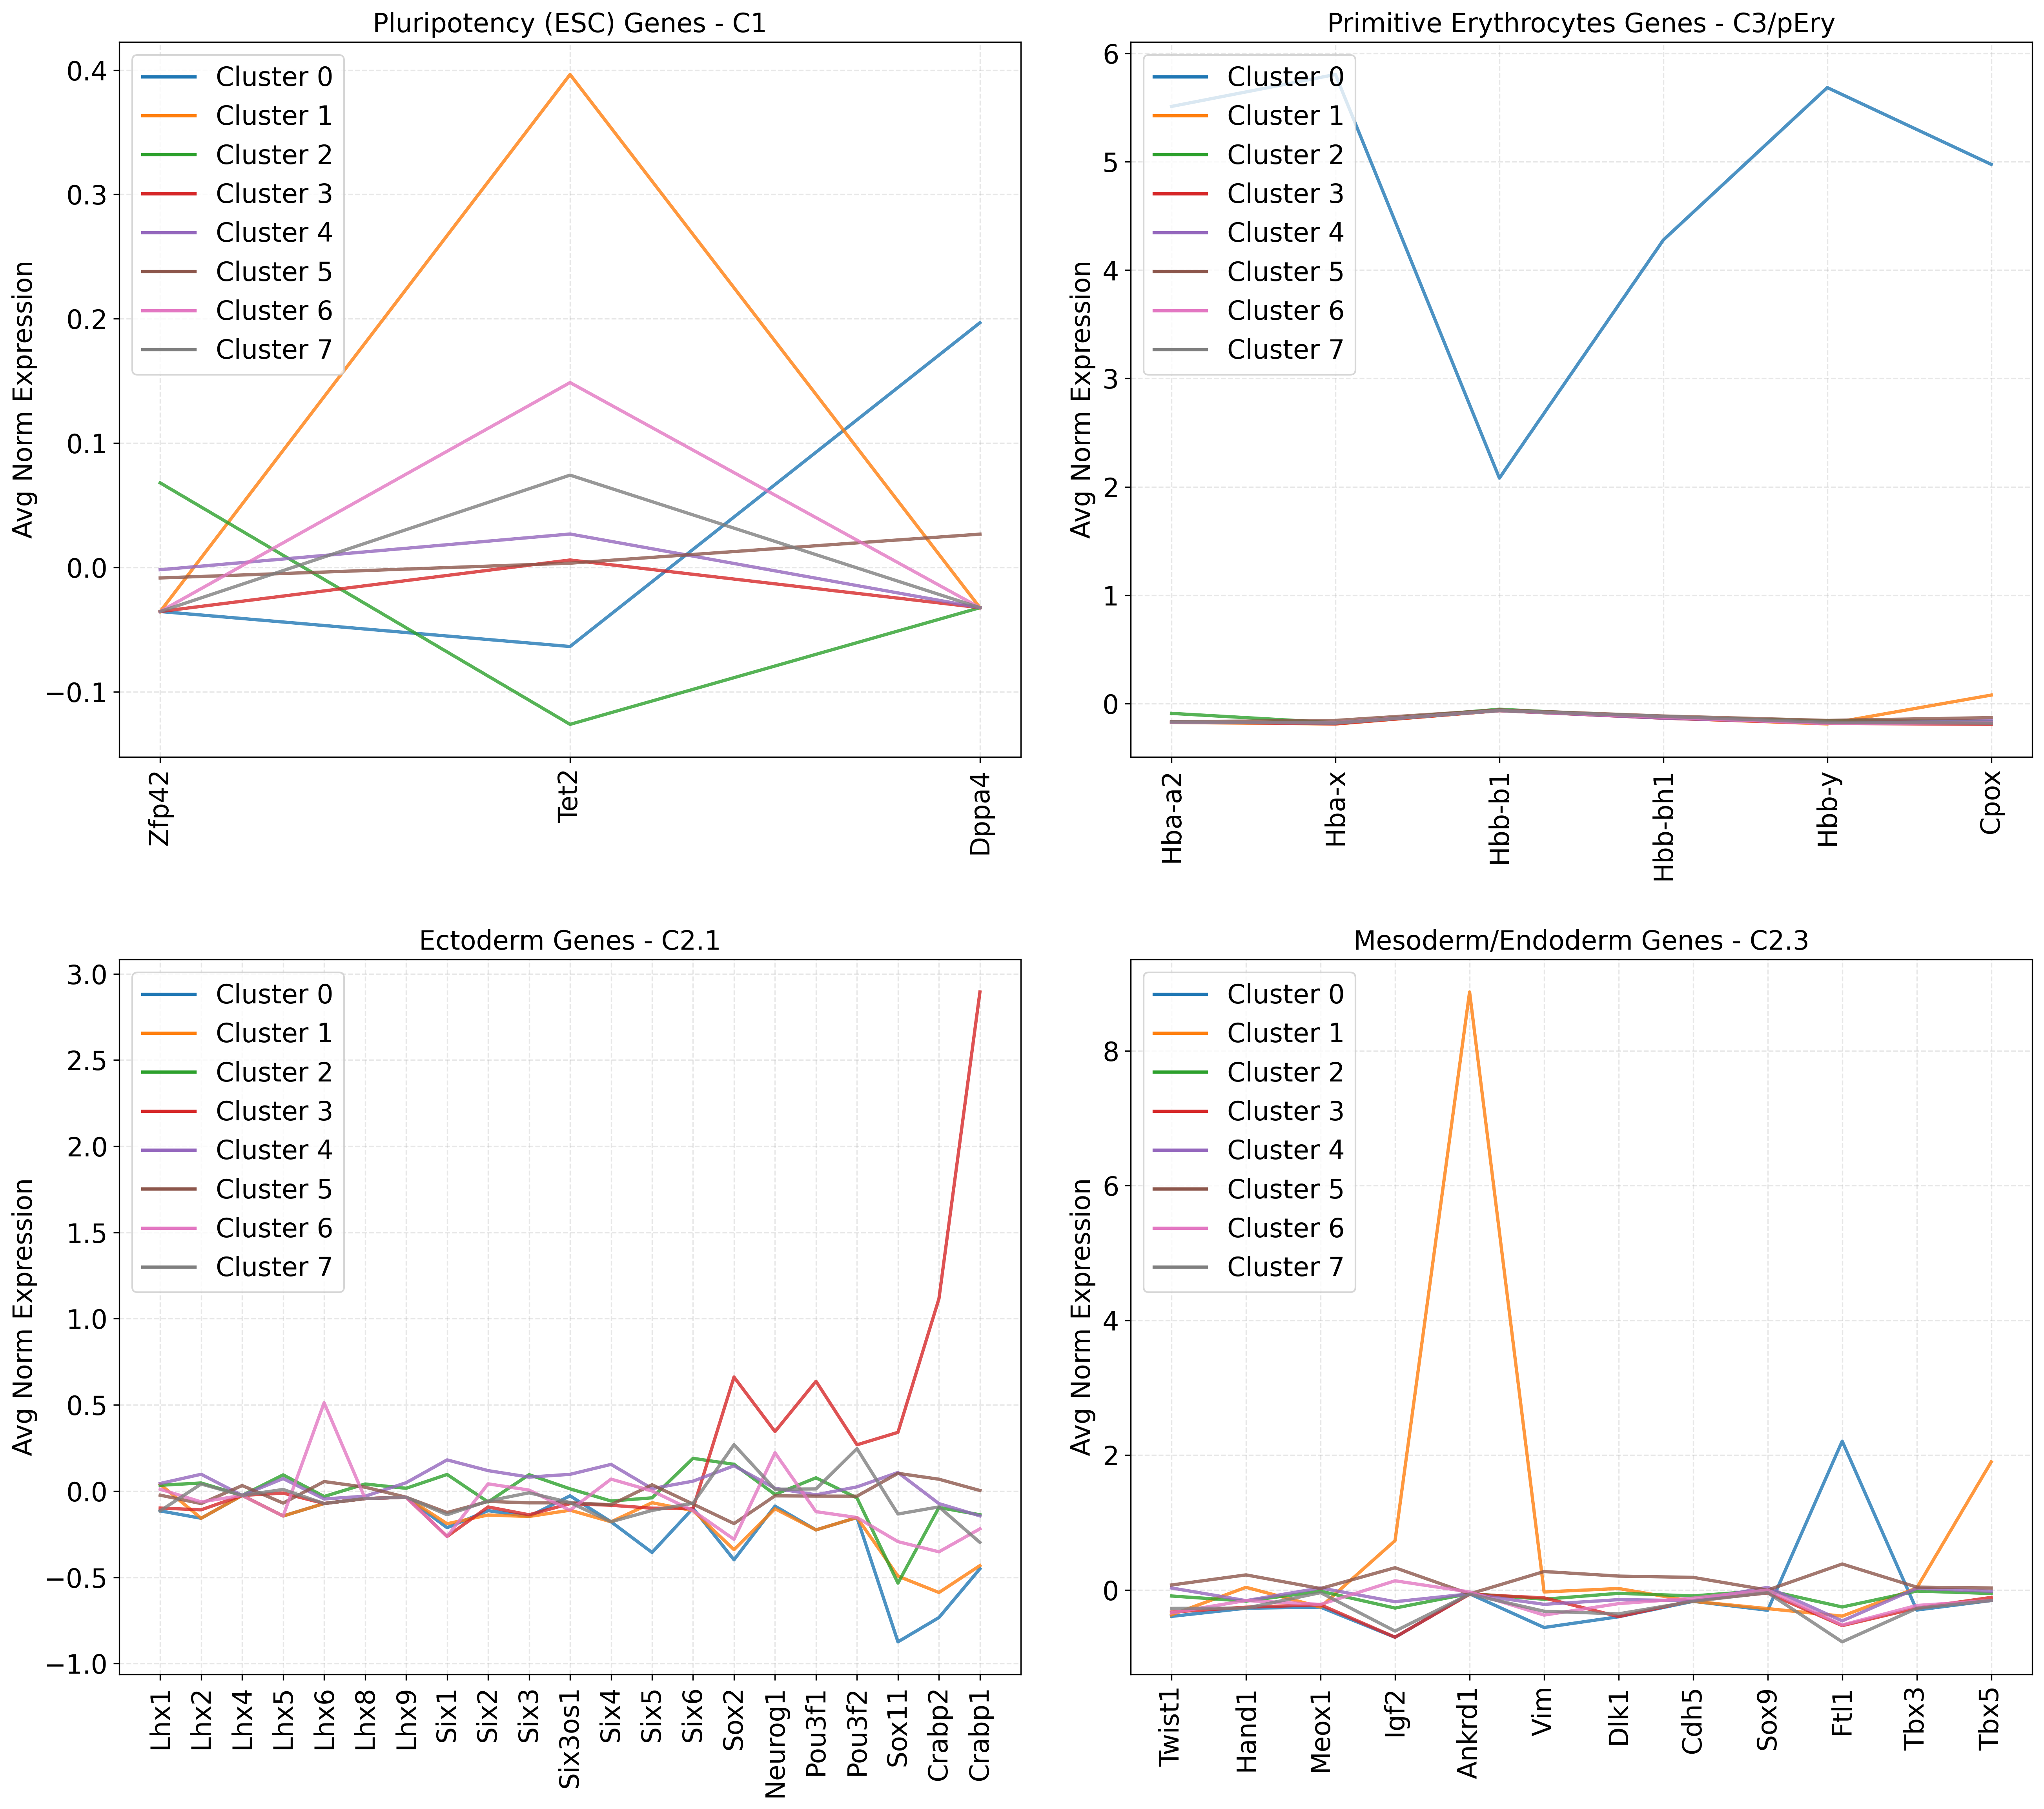 Pluripotency (ESC) Genes - C1
Avg Norm Expression
0.4
0.3
0.2
0.1
0.0
−0.1
Cluster 0
Cluster 1
Cluster 2
Cluster 3
Cluster 4
Cluster 5
Cluster 6
Cluster 7
Zfp42
Tet2
Dppa4
Primitive Erythrocytes Genes - C3/pEry
Avg Norm Expression
6
5
4
3
2
1
0
Cluster 0
Cluster 1
Cluster 2
Cluster 3
Cluster 4
Cluster 5
Cluster 6
Cluster 7
Hba-a2
Hba-x
Hbb-b1
Hbb-bh1
Hbb-y
Cpox
Ectoderm Genes - C2.1
Avg Norm Expression
3.0
2.5
2.0
1.5
1.0
0.5
0.0
−0.5
−1.0
Cluster 0
Cluster 1
Cluster 2
Cluster 3
Cluster 4
Cluster 5
Cluster 6
Cluster 7
Lhx1
Lhx2
Lhx4
Lhx5
Lhx6
Lhx8
Lhx9
Six1
Six2
Six3
Six3os1
Six4
Six5
Six6
Sox2
Neurog1
Pou3f1
Pou3f2
Sox11
Crabp2
Crabp1
Mesoderm/Endoderm Genes - C2.3
Avg Norm Expression
8
6
4
2
0
Cluster 0
Cluster 1
Cluster 2
Cluster 3
Cluster 4
Cluster 5
Cluster 6
Cluster 7
Twist1
Hand1
Meox1
Igf2
Ankrd1
Vim
Dlk1
Cdh5
Sox9
Ftl1
Tbx3
Tbx5